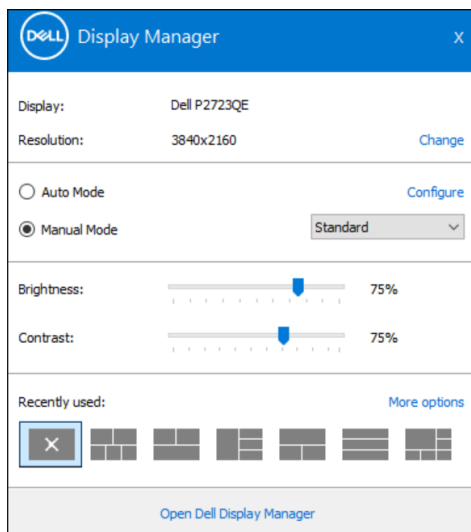 DELL Display Manager X
Display: Dell P2723QE
Resolution: 3840x2160 Change
Auto Mode Configure
Manual Mode Standard
Brightness: 75%
Contrast: 75%
Recently used: More options
Open Dell Display Manager